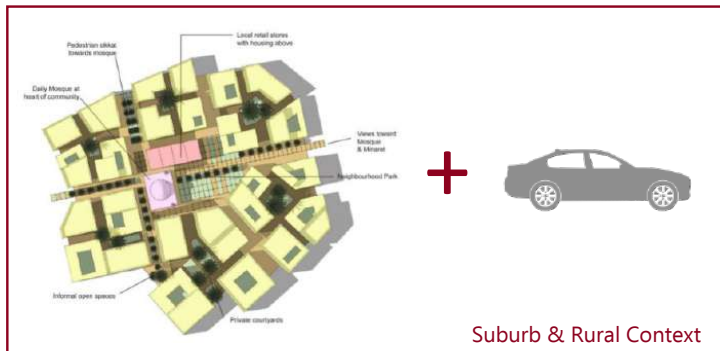 Pedestrian sikkat
towards mosque
Local retail stores
with housing above
Daily Mosque at
heart of community
Views toward
Mosque
& Minaret
Neighbourhood Park
Informal open spaces
Private courtyards
+
Suburb & Rural Context